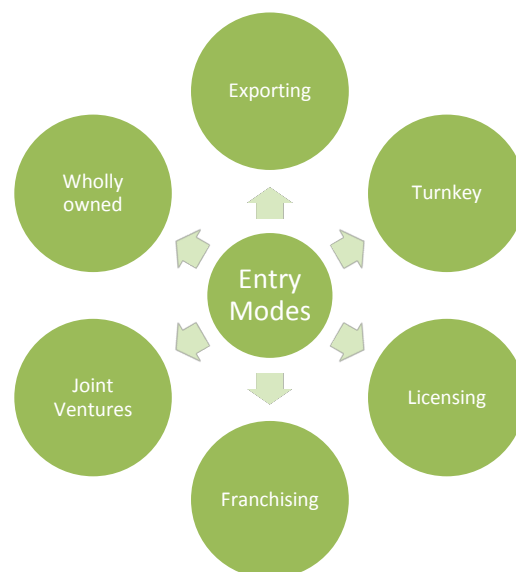 Exporting
Wholly
owned
Turnkey
Entry
Modes
Joint
Ventures
Licensing
Franchising